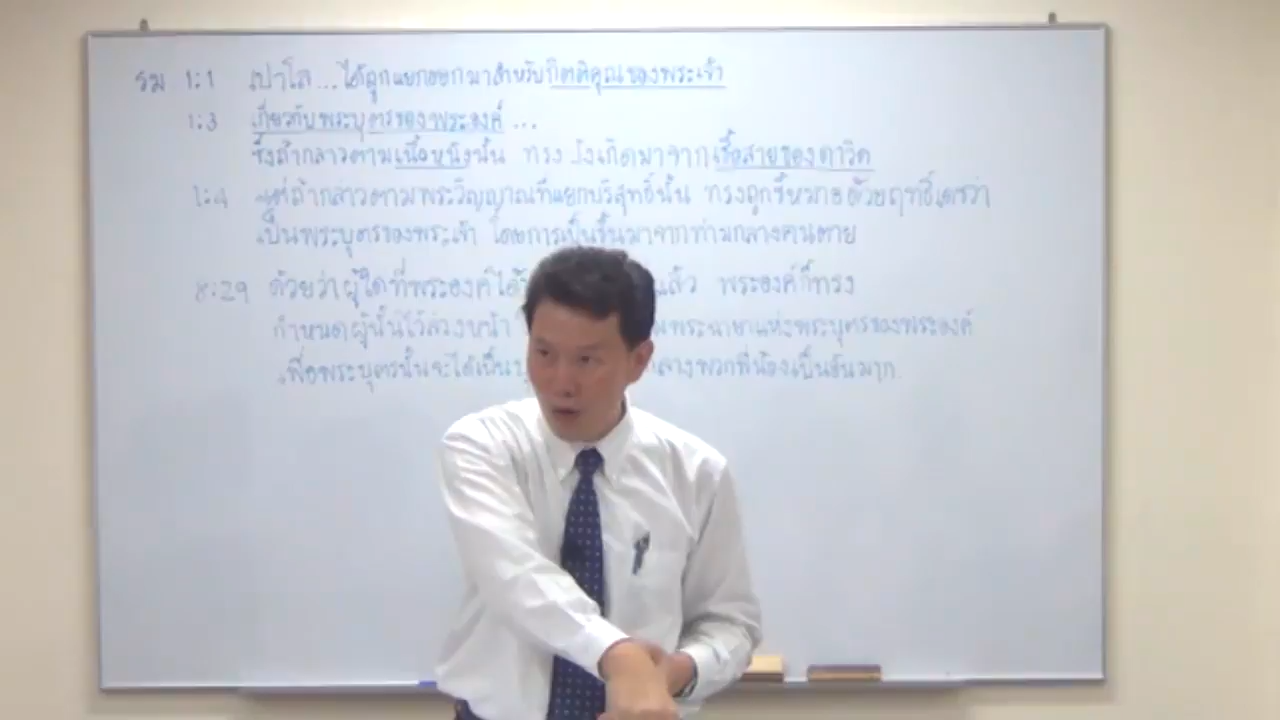 รม 1:1 เปาโล...ได้ถูกแยกออกมาสำหรับกิตติคุณของพระเจ้า
1:3 เกี่ยวกับพระบุตรของพระองค์ ...
ซึ่งถ้ากล่าวตามเนื้อหนังนั้น ทรงบังเกิดมาจากเชื้อสายของดาวิด
1:4 แต่ถ้ากล่าวตามพระวิญญาณที่แยกบริสุทธิ์นั้น ทรงถูกชี้หมายด้วยฤทธิ์เดชว่า
เป็นพระบุตรของพระเจ้า โดยการเป็นขึ้นมาจากท่ามกลางคนตาย
8:29 ด้วยว่าผู้ใดที่พระองค์ได้ แล้ว พระองค์ก็ทรง
กำหนดผู้นั้นไว้ล่วงหน้า พระฉายาแห่งพระบุตรของพระองค์
เพื่อพระบุตรนั้นจะได้เป็น กลางพวกพี่น้องเป็นอันมาก